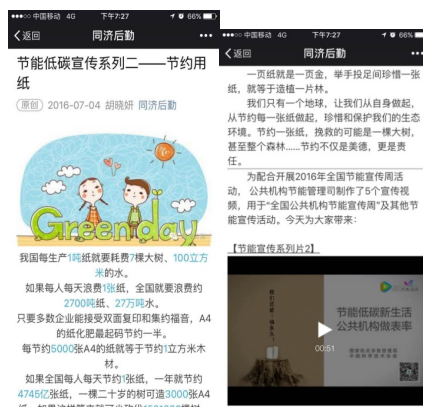 ●●●○○ 中国移动 4G 下午7:27 66%
返回 同济后勤
节能低碳宣传系列二——节约用
纸
原创 2016-07-04 胡晓妍 同济后勤
Greenday
我国每生产1吨纸就要耗费7棵大树、100立方
米的水。
如果每人每天浪费1张纸，全国就要浪费约
2700吨纸、27万吨水。
只要多数企业能接受双面复印和集约福音，A4
的纸化肥最起码节约一半。
每节约5000张A4的纸就等于节约1立方米木
材。
如果全国每人每天节约1张纸，一年就节约
4745亿张纸，一棵二十岁的树可造3000张A4
●●●○○ 中国移动 4G 下午7:27 66%
返回 同济后勤
一页纸就是一页金，举手投足间珍惜一张
纸，就等于造植一片林。
我们只有一个地球，让我们从自身做起，
从节约每一张纸做起，珍惜和保护我们的生态
环境。节约一张纸，挽救的可能是一棵大树，
甚至整个森林......节约不仅是美德，更是责
任。
为配合开展2016年全国节能宣传周活
动，公共机构节能管理司制作了5个宣传视
频，用于“全国公共机构节能宣传周”及其他节
能宣传活动。今天为大家带来：
【节能宣传系列片2】
节能低碳新生活
公共机构做表率
00:51